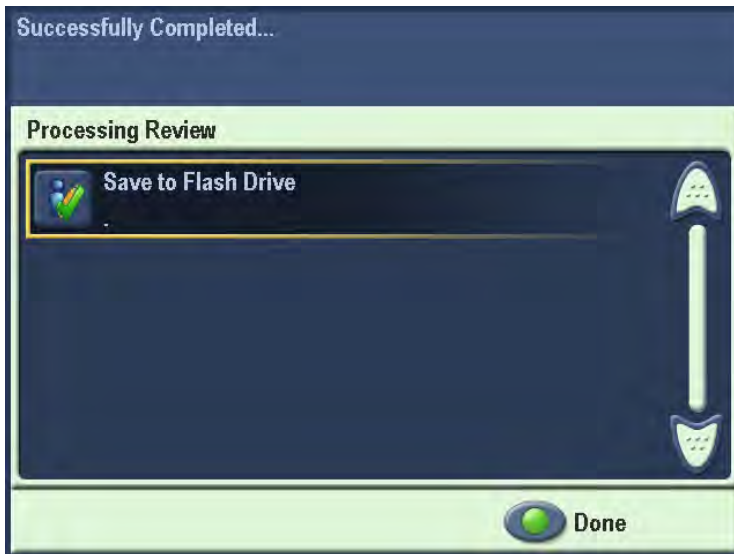 Successfully Completed...
Processing Review
Save to Flash Drive
.
Done